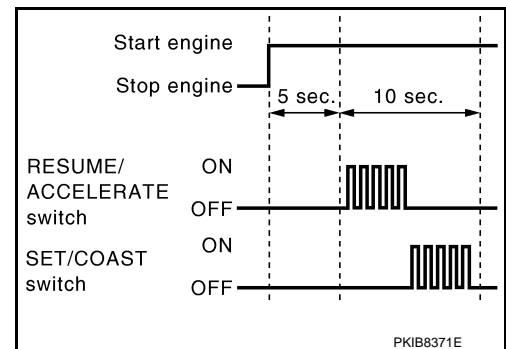 Start engine
Stop engine
5 sec.
10 sec.
RESUME/
ACCELERATE
switch
ON
OFF
SET/COAST
switch
ON
OFF
PKIB8371E